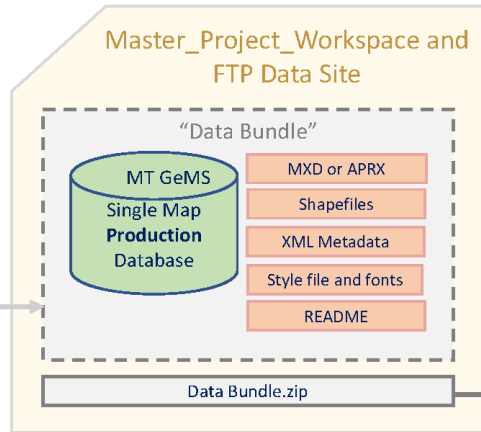 Master_Project_Workspace and
FTP Data Site
“Data Bundle”
MT GeMS
Single Map
Production
Database
MXD or APRX
Shapefiles
XML Metadata
Style file and fonts
README
Data Bundle.zip